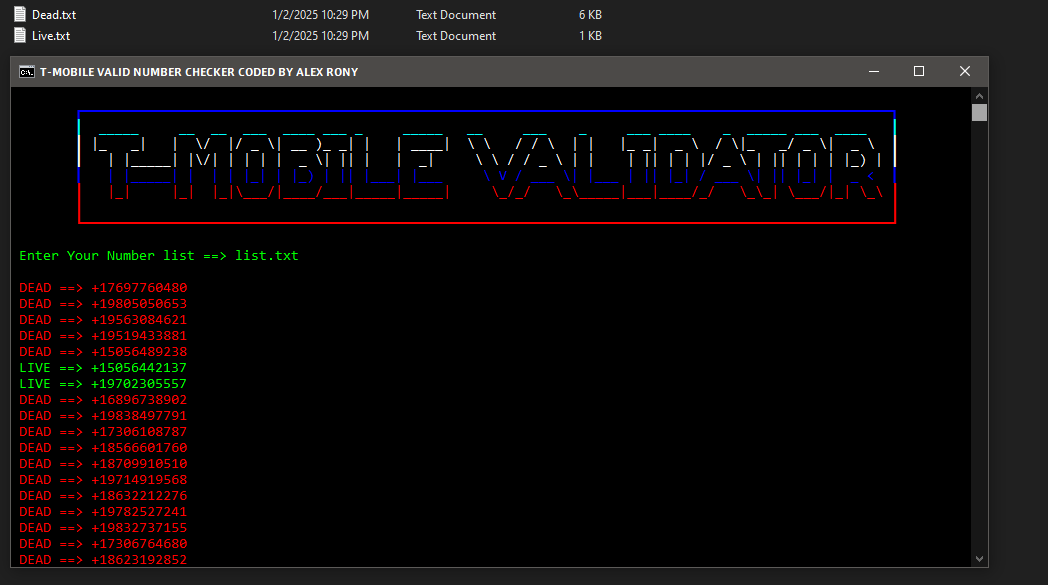 Dead.txt 1/2/2025 10:29 PM Text Document 6 KB
Live.txt 1/2/2025 10:29 PM Text Document 1 KB
T-MOBILE VALID NUMBER CHECKER CODED BY ALEX RONY
T-MOBILE VALIDATOR
Enter Your Number list ==> list.txt
DEAD ==> +17697760480
DEAD ==> +19805050653
DEAD ==> +19563084621
DEAD ==> +19519433881
DEAD ==> +15056489238
LIVE ==> +15056442137
LIVE ==> +19702305557
DEAD ==> +16896738902
DEAD ==> +19838497791
DEAD ==> +17306108787
DEAD ==> +18566601760
DEAD ==> +18709910510
DEAD ==> +19714919568
DEAD ==> +18632212276
DEAD ==> +19782527241
DEAD ==> +19832737155
DEAD ==> +17306764680
DEAD ==> +18623192852